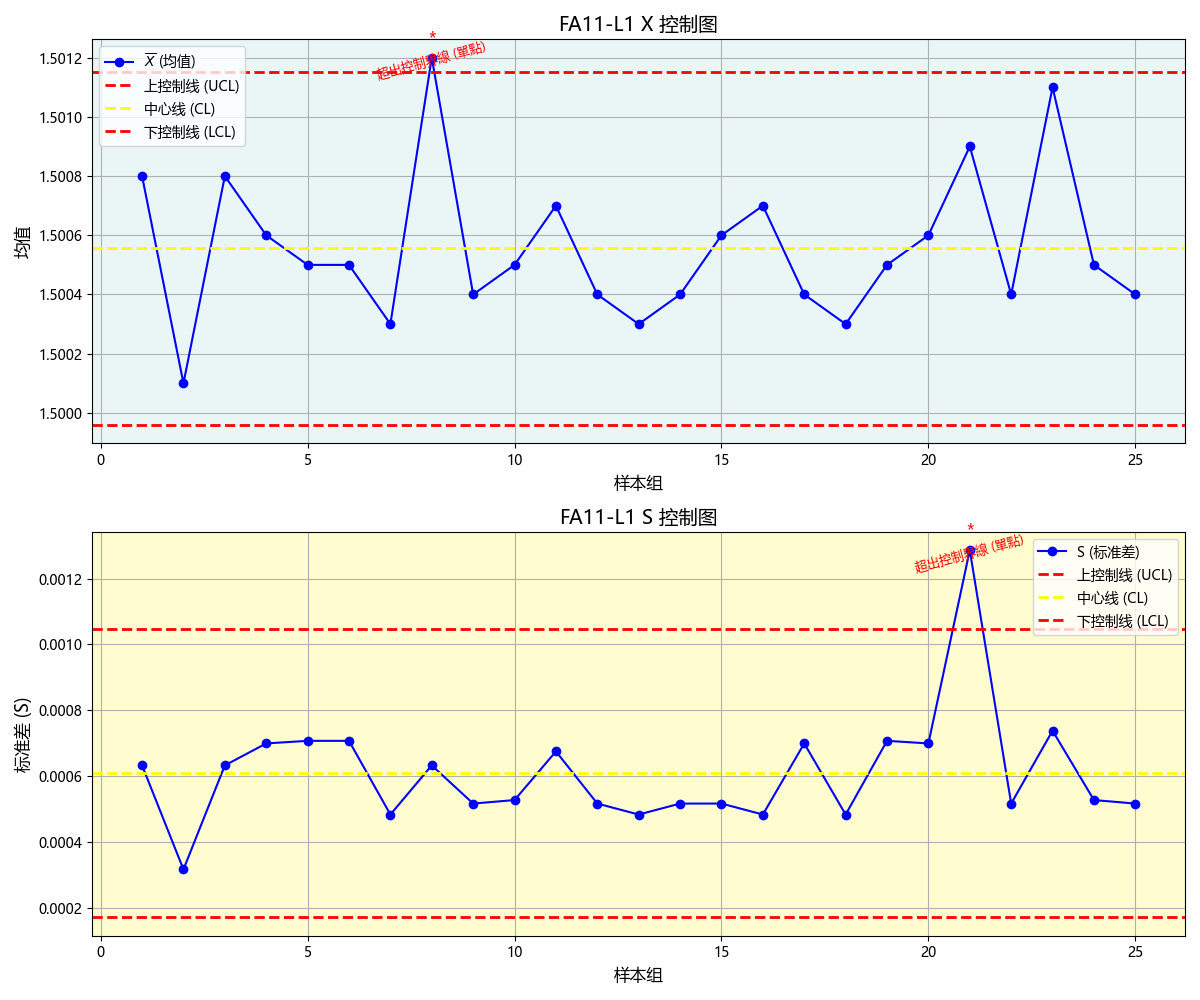 FA11-L1 X 控制图
*
超出控制界線 (單點)
X̅ (均值)
上控制线 (UCL)
中心线 (CL)
下控制线 (LCL)
均值
1.5012
1.5010
1.5008
1.5006
1.5004
1.5002
1.5000
0 5 10 15 20 25
样本组
FA11-L1 S 控制图
*
超出控制界線 (單點)
S (标准差)
上控制线 (UCL)
中心线 (CL)
下控制线 (LCL)
标准差 (S)
0.0012
0.0010
0.0008
0.0006
0.0004
0.0002
0 5 10 15 20 25
样本组